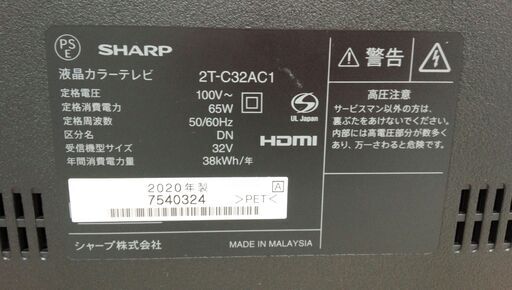 PS
E
SHARP
液晶カラーテレビ 2T-C32AC1
定格電圧 100V～
定格消費電力 65W
定格周波数 50/60Hz
区分名 DN
受信機型サイズ 32V
年間消費電力量 38kWh/年
S
UL Japan
HDMI
2020年製 A
7540324 ＞PET＜
シャープ株式会社 MADE IN MALAYSIA
警告
高圧注意
サービスマン以外の方は、
裏ぶたをあけないでください。
内部には高電圧部分が数多く
あり、万一さわると危険です。